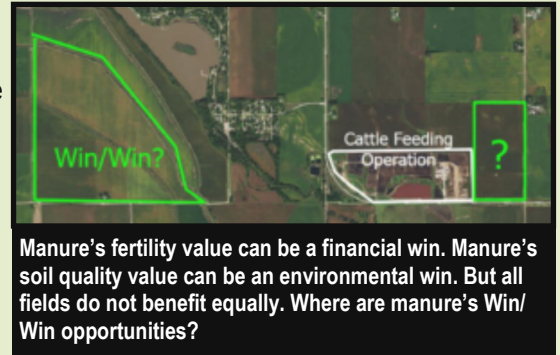 Win/Win?
Cattle Feeding
Operation
?
Manure's fertility value can be a financial win. Manure's
soil quality value can be an environmental win. But all
fields do not benefit equally. Where are manure's Win/
Win opportunities?